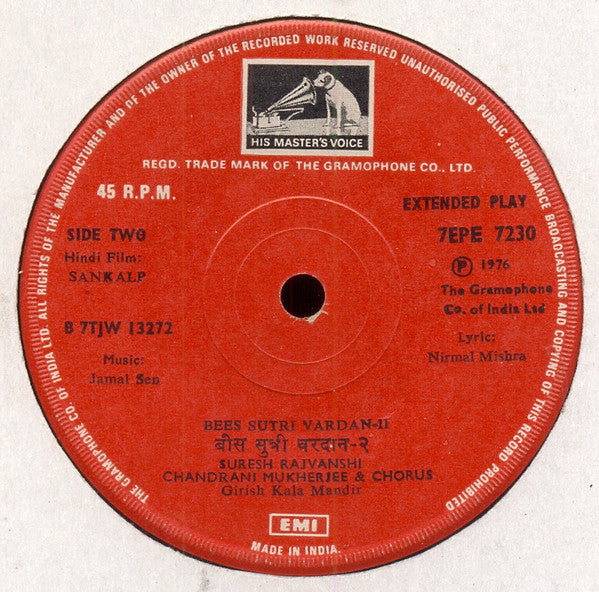 THE GRAMOPHONE CO. OF INDIA LTD. ALL RIGHTS OF THE MANUFACTURER AND OF THE OWNER OF THE RECORDED WORK RESERVED UNAUTHORISED PUBLIC PERFORMANCE BROADCASTING AND COPYING OF THIS RECORD PROHIBITED
HIS MASTER'S VOICE
REGD. TRADE MARK OF THE GRAMOPHONE CO., LTD.
45 R.P.M.
SIDE TWO
Hindi Film:
SANKALP
B 7TJW 13272
Music:
Jamal Sen
EXTENDED PLAY
7EPE 7230
Ⓟ 1976
The Gramophone
Co. of India Ltd
Lyric:
Nirmal Mishra
BEES SUTRI VARDAN-II
बीस सुत्री वरदान-२
SURESH RAJVANSHI
CHANDRANI MUKHERJEE & CHORUS
Girish Kala Mandir
EMI
MADE IN INDIA.